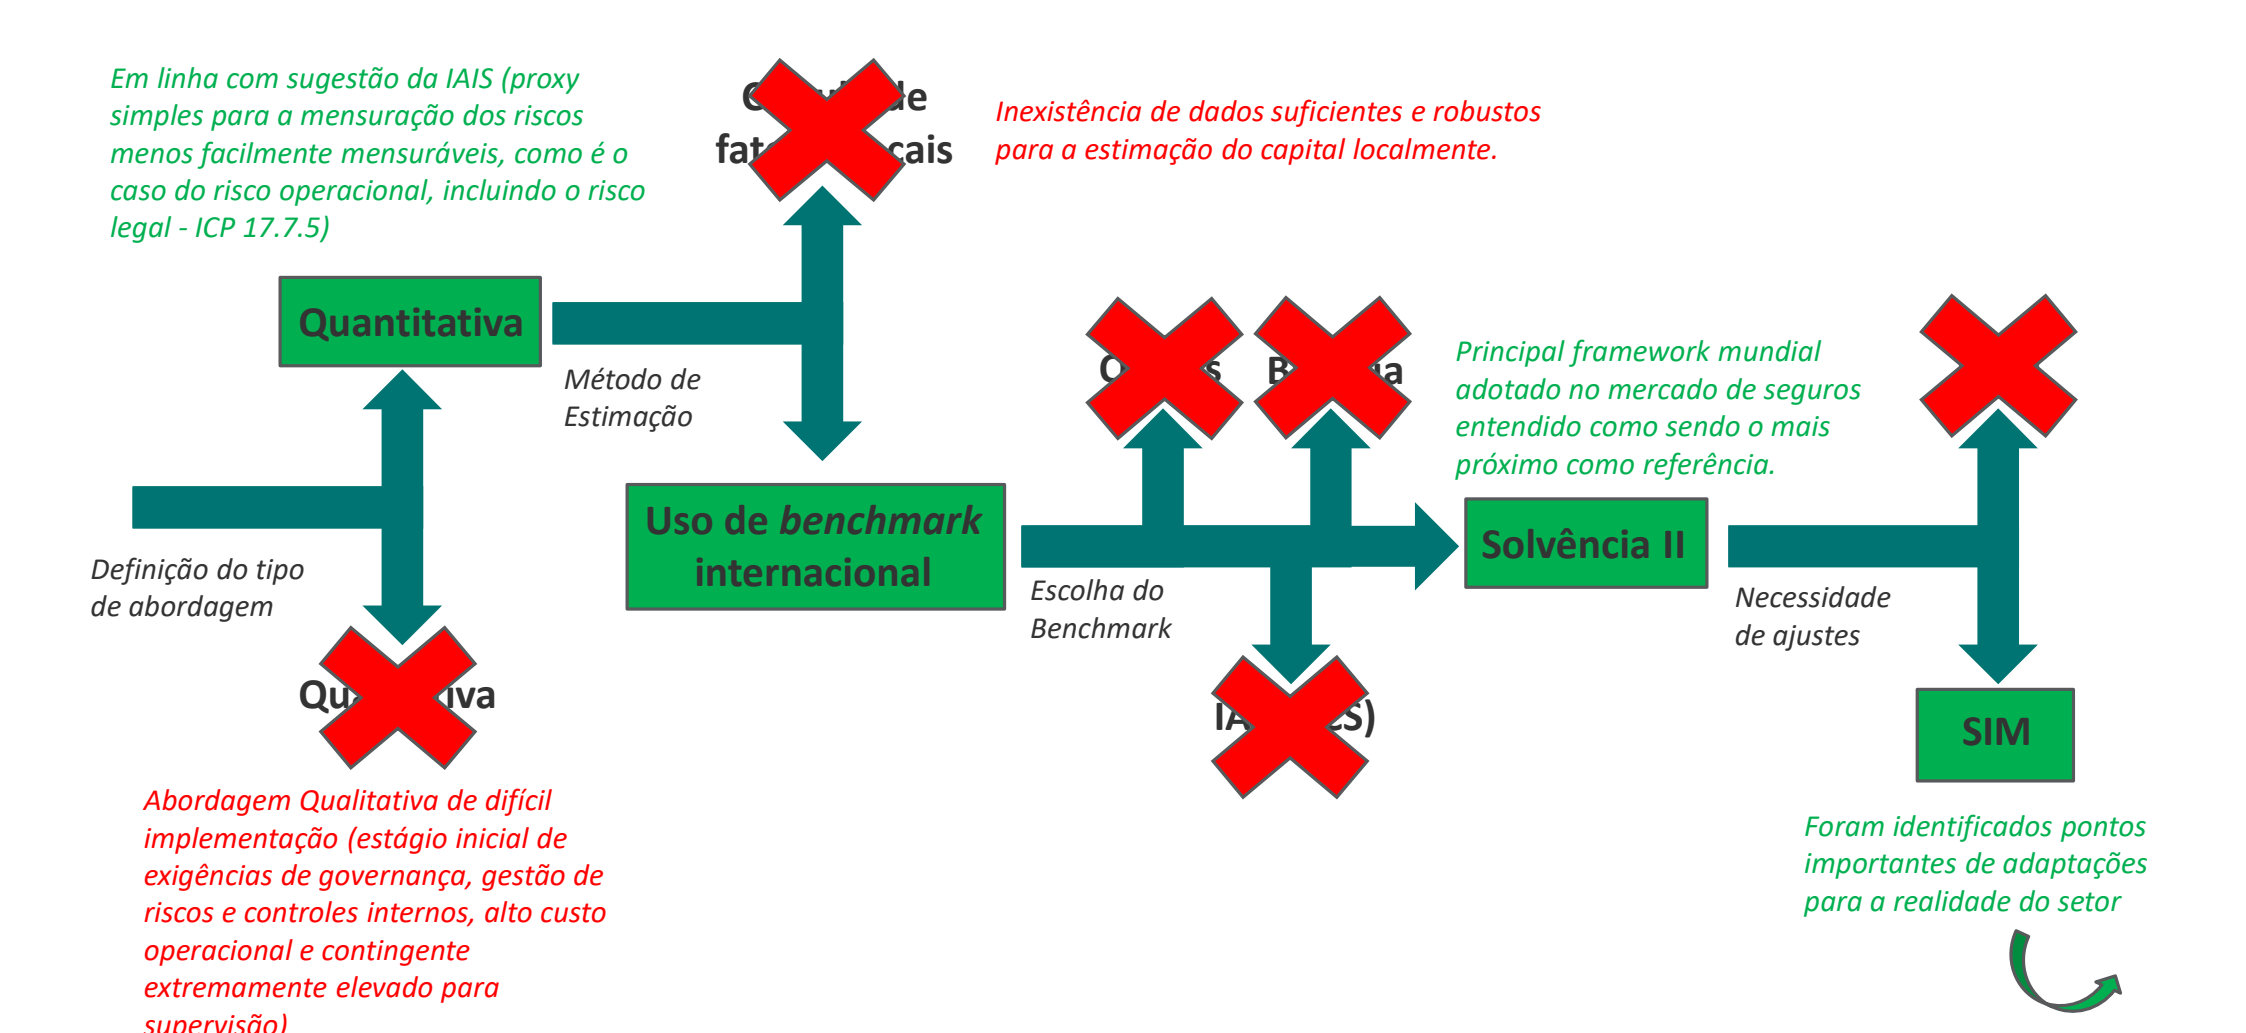 Em linha com sugestão da IAIS (proxy
simples para a mensuração dos riscos
menos facilmente mensuráveis, como é o
caso do risco operacional, incluindo o risco
legal - ICP 17.7.5)
de
Inexistência de dados suficientes e robustos
para a estimação do capital localmente.
Quantitativa
Método de
Estimação
Principal framework mundial
adotado no mercado de seguros
entendido como sendo o mais
próximo como referência.
Uso de benchmark
internacional
Solvência II
Definição do tipo
de abordagem
Escolha do
Benchmark
Necessidade
de ajustes
SIM
Abordagem Qualitativa de difícil
implementação (estágio inicial de
exigências de governança, gestão de
riscos e controles internos, alto custo
operacional e contingente
extremamente elevado para
supervisão)
Foram identificados pontos
importantes de adaptações
para a realidade do setor